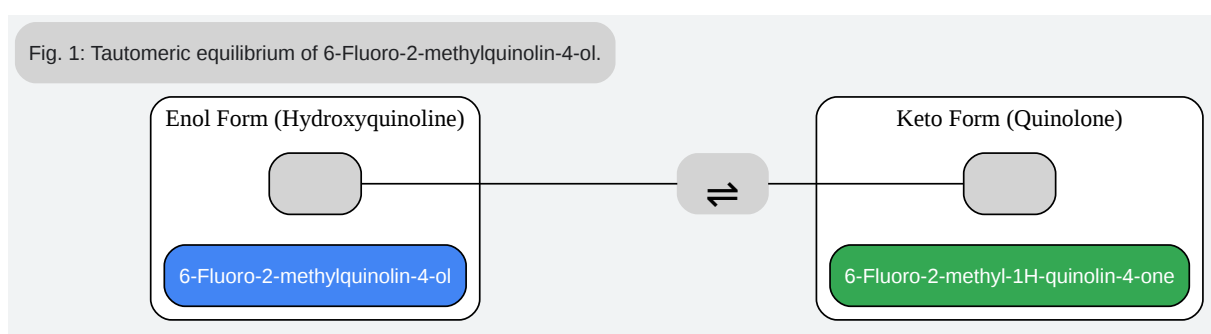 Fig. 1: Tautomeric equilibrium of 6-Fluoro-2-methylquinolin-4-ol.
Enol Form (Hydroxyquinoline)
Keto Form (Quinolone)
⇌
6-Fluoro-2-methylquinolin-4-ol
6-Fluoro-2-methyl-1H-quinolin-4-one